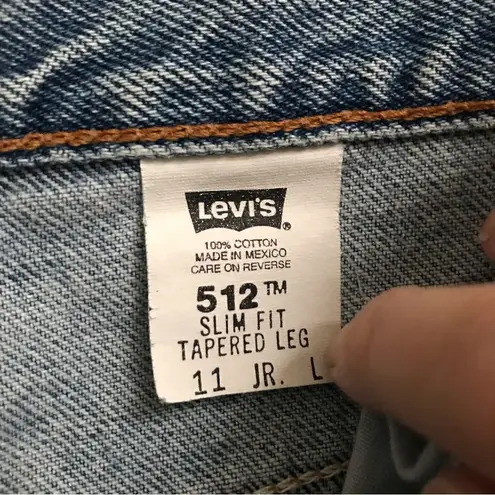 LEVI'S
®
100% COTTON
MADE IN MEXICO
CARE ON REVERSE
512™
SLIM FIT
TAPERED LEG
11 JR. L